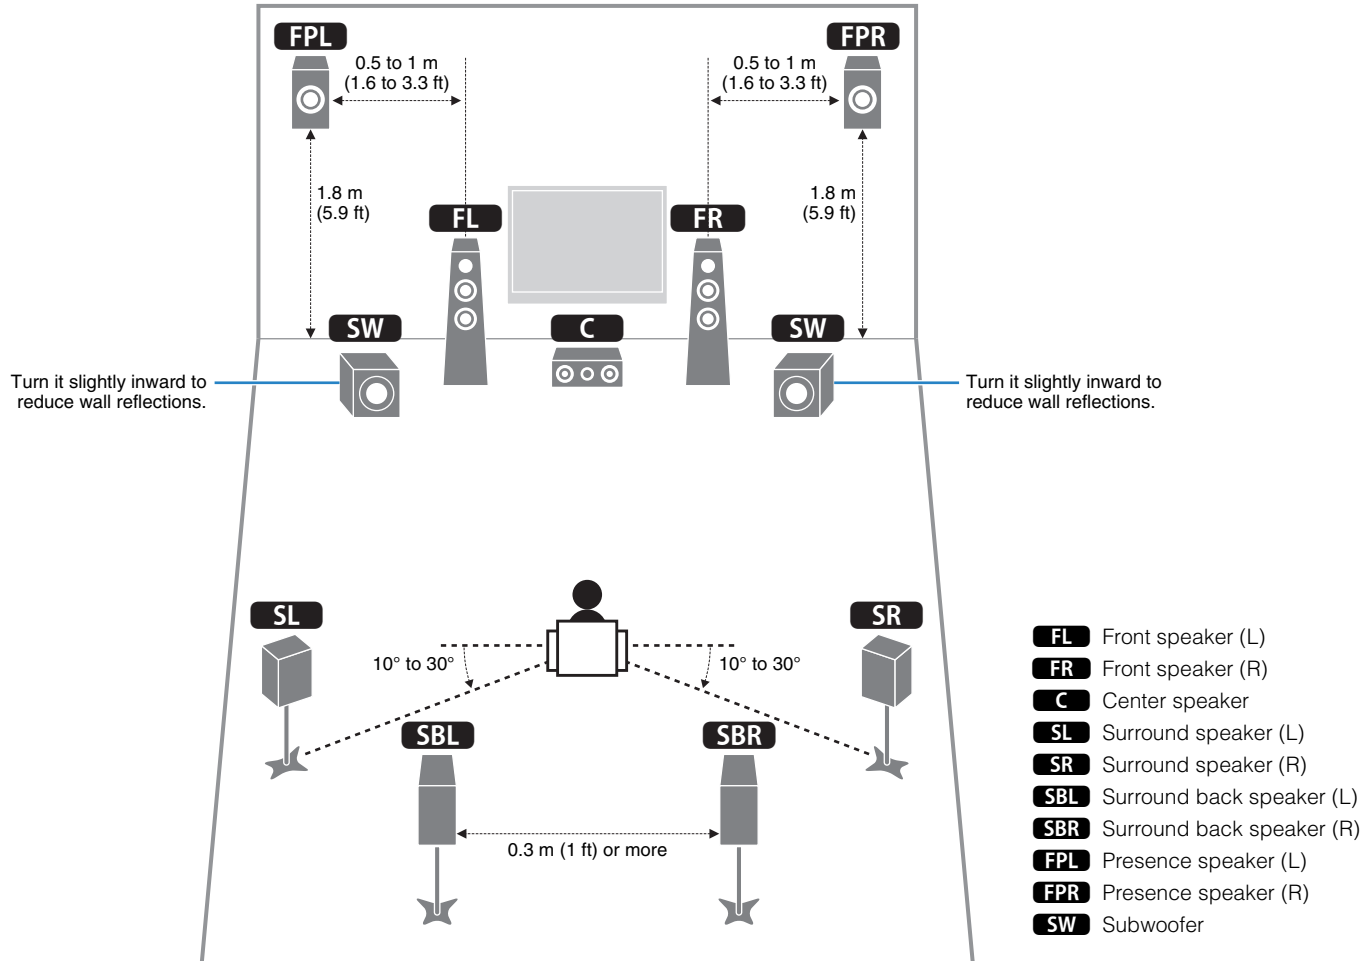 FPL
FPR
0.5 to 1 m
(1.6 to 3.3 ft)
0.5 to 1 m
(1.6 to 3.3 ft)
1.8 m
(5.9 ft)
1.8 m
(5.9 ft)
FL
FR
SW
C
SW
Turn it slightly inward to
reduce wall reflections.
Turn it slightly inward to
reduce wall reflections.
SL
SR
10° to 30°
10° to 30°
SBL
SBR
0.3 m (1 ft) or more
FL Front speaker (L)
FR Front speaker (R)
C Center speaker
SL Surround speaker (L)
SR Surround speaker (R)
SBL Surround back speaker (L)
SBR Surround back speaker (R)
FPL Presence speaker (L)
FPR Presence speaker (R)
SW Subwoofer